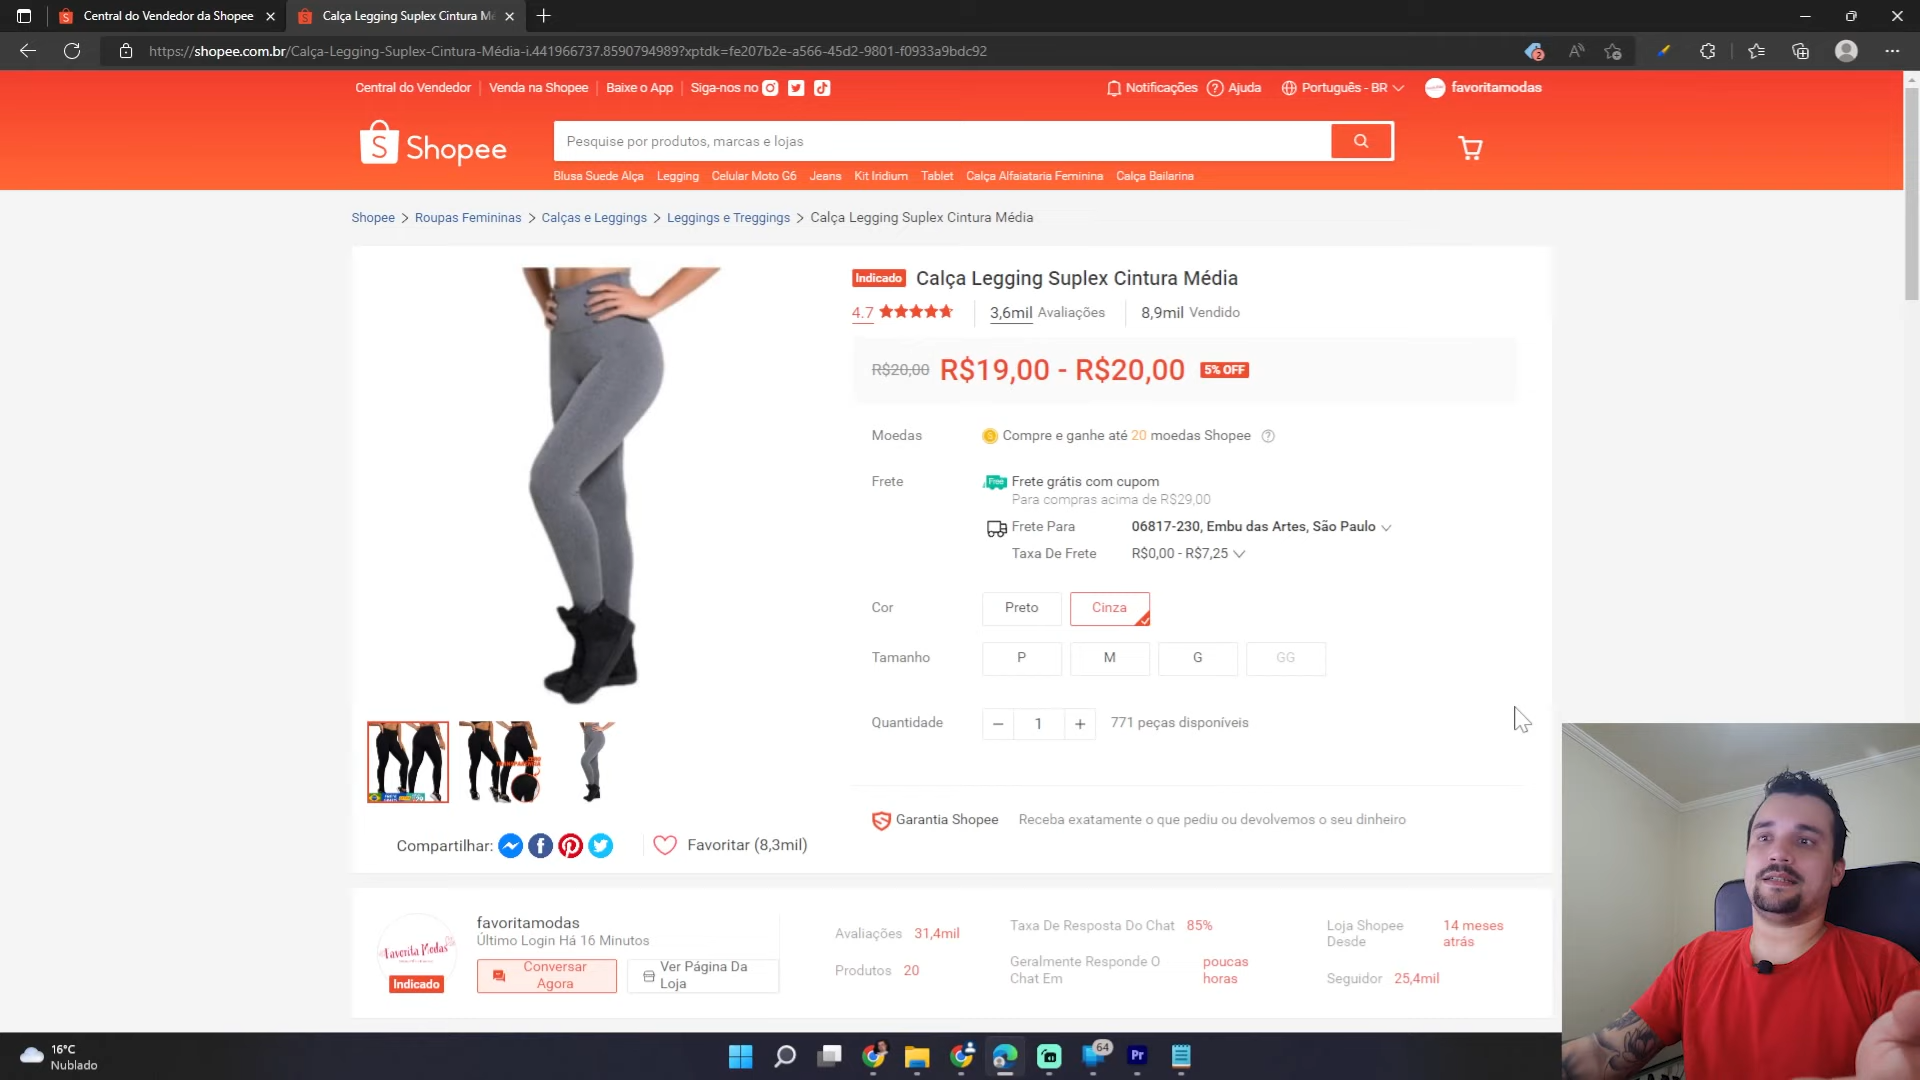 Central do Vendedor da Shopee
Calça Legging Suplex Cintura Mé
https://shopee.com.br/Calça-Legging-Suplex-Cintura-Média-i.441966737.8590794989?xptdk=fe207b2e-a566-45d2-9801-f0933a9bdc92
2
Central do Vendedor
Venda na Shopee
Baixe o App
Siga-nos no
Notificações
Ajuda
Português - BR
favoritamodas
Shopee
Pesquise por produtos, marcas e lojas
Blusa Suede Alça Legging Celular Moto G6 Jeans Kit Iridium Tablet Calça Alfaiataria Feminina Calça Bailarina
Shopee > Roupas Femininas > Calças e Leggings > Leggings e Treggings > Calça Legging Suplex Cintura Média
Indicado Calça Legging Suplex Cintura Média
4.7
3,6mil Avaliações
8,9mil Vendido
R$20,00 R$19,00 - R$20,00 5% OFF
Moedas
Compre e ganhe até 20 moedas Shopee
Frete
Free Frete grátis com cupom
Para compras acima de R$29,00
Frete Para 06817-230, Embu das Artes, São Paulo
Taxa De Frete R$0,00 - R$7,25
Cor
Preto
Cinza
Tamanho
P
M
G
GG
Quantidade
− 1 +
771 peças disponíveis
Garantia Shopee
Receba exatamente o que pediu ou devolvemos o seu dinheiro
Compartilhar:
Favoritar (8,3mil)
Favorita Modas
Indicado
favoritamodas
Último Login Há 16 Minutos
Conversar Agora
Ver Página Da Loja
Avaliações 31,4mil
Produtos 20
Taxa De Resposta Do Chat 85%
Geralmente Responde O Chat Em poucas horas
Loja Shopee Desde 14 meses atrás
Seguidor 25,4mil
16°C
Nublado
64
Pr